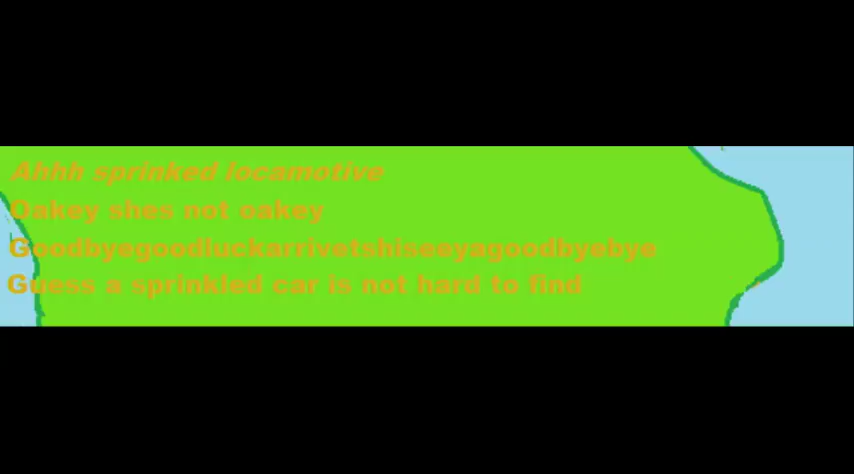 Ahhh sprinked locamotive
Oakey shes not oakey
Goodbyegoodluckarrivetshiseeyagoodbyebye
Guess a sprinkled car is not hard to find